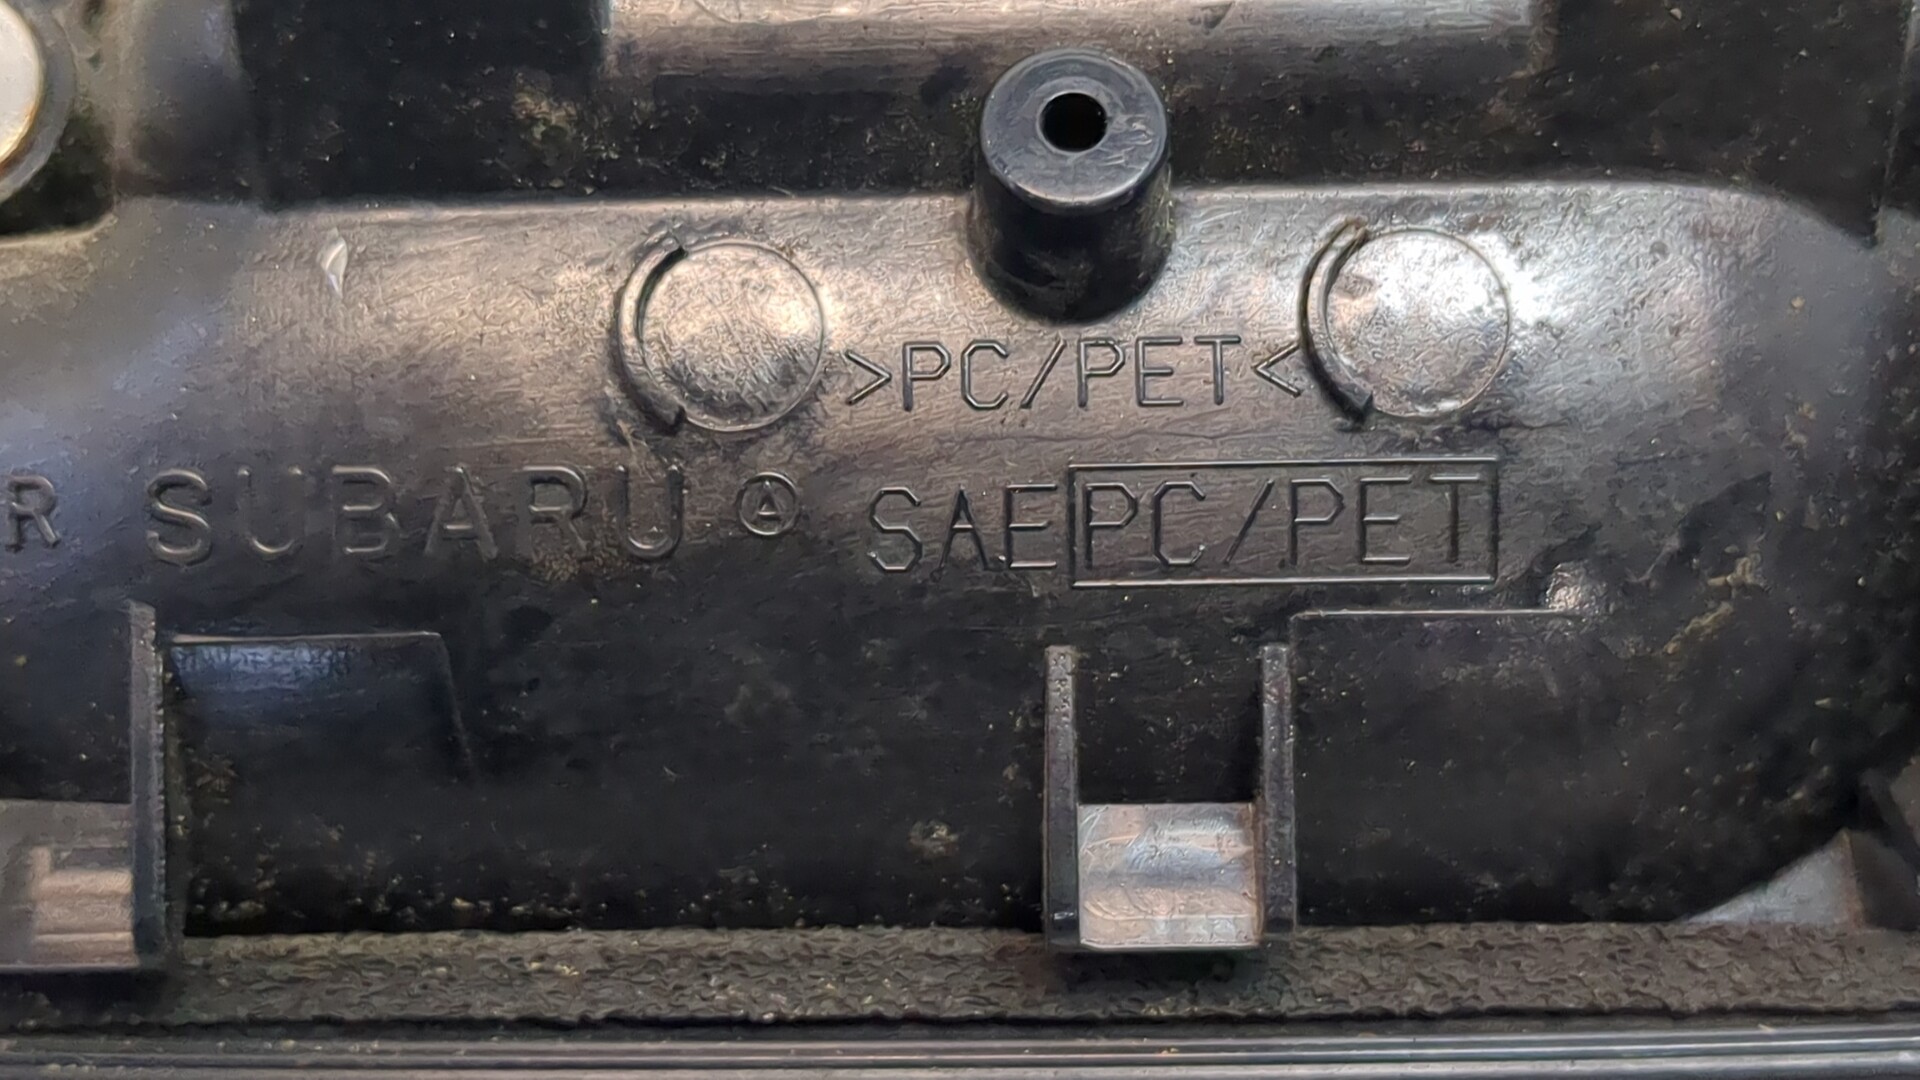 >PC/PET<
R SUBARU Ⓐ SAE PC/PET